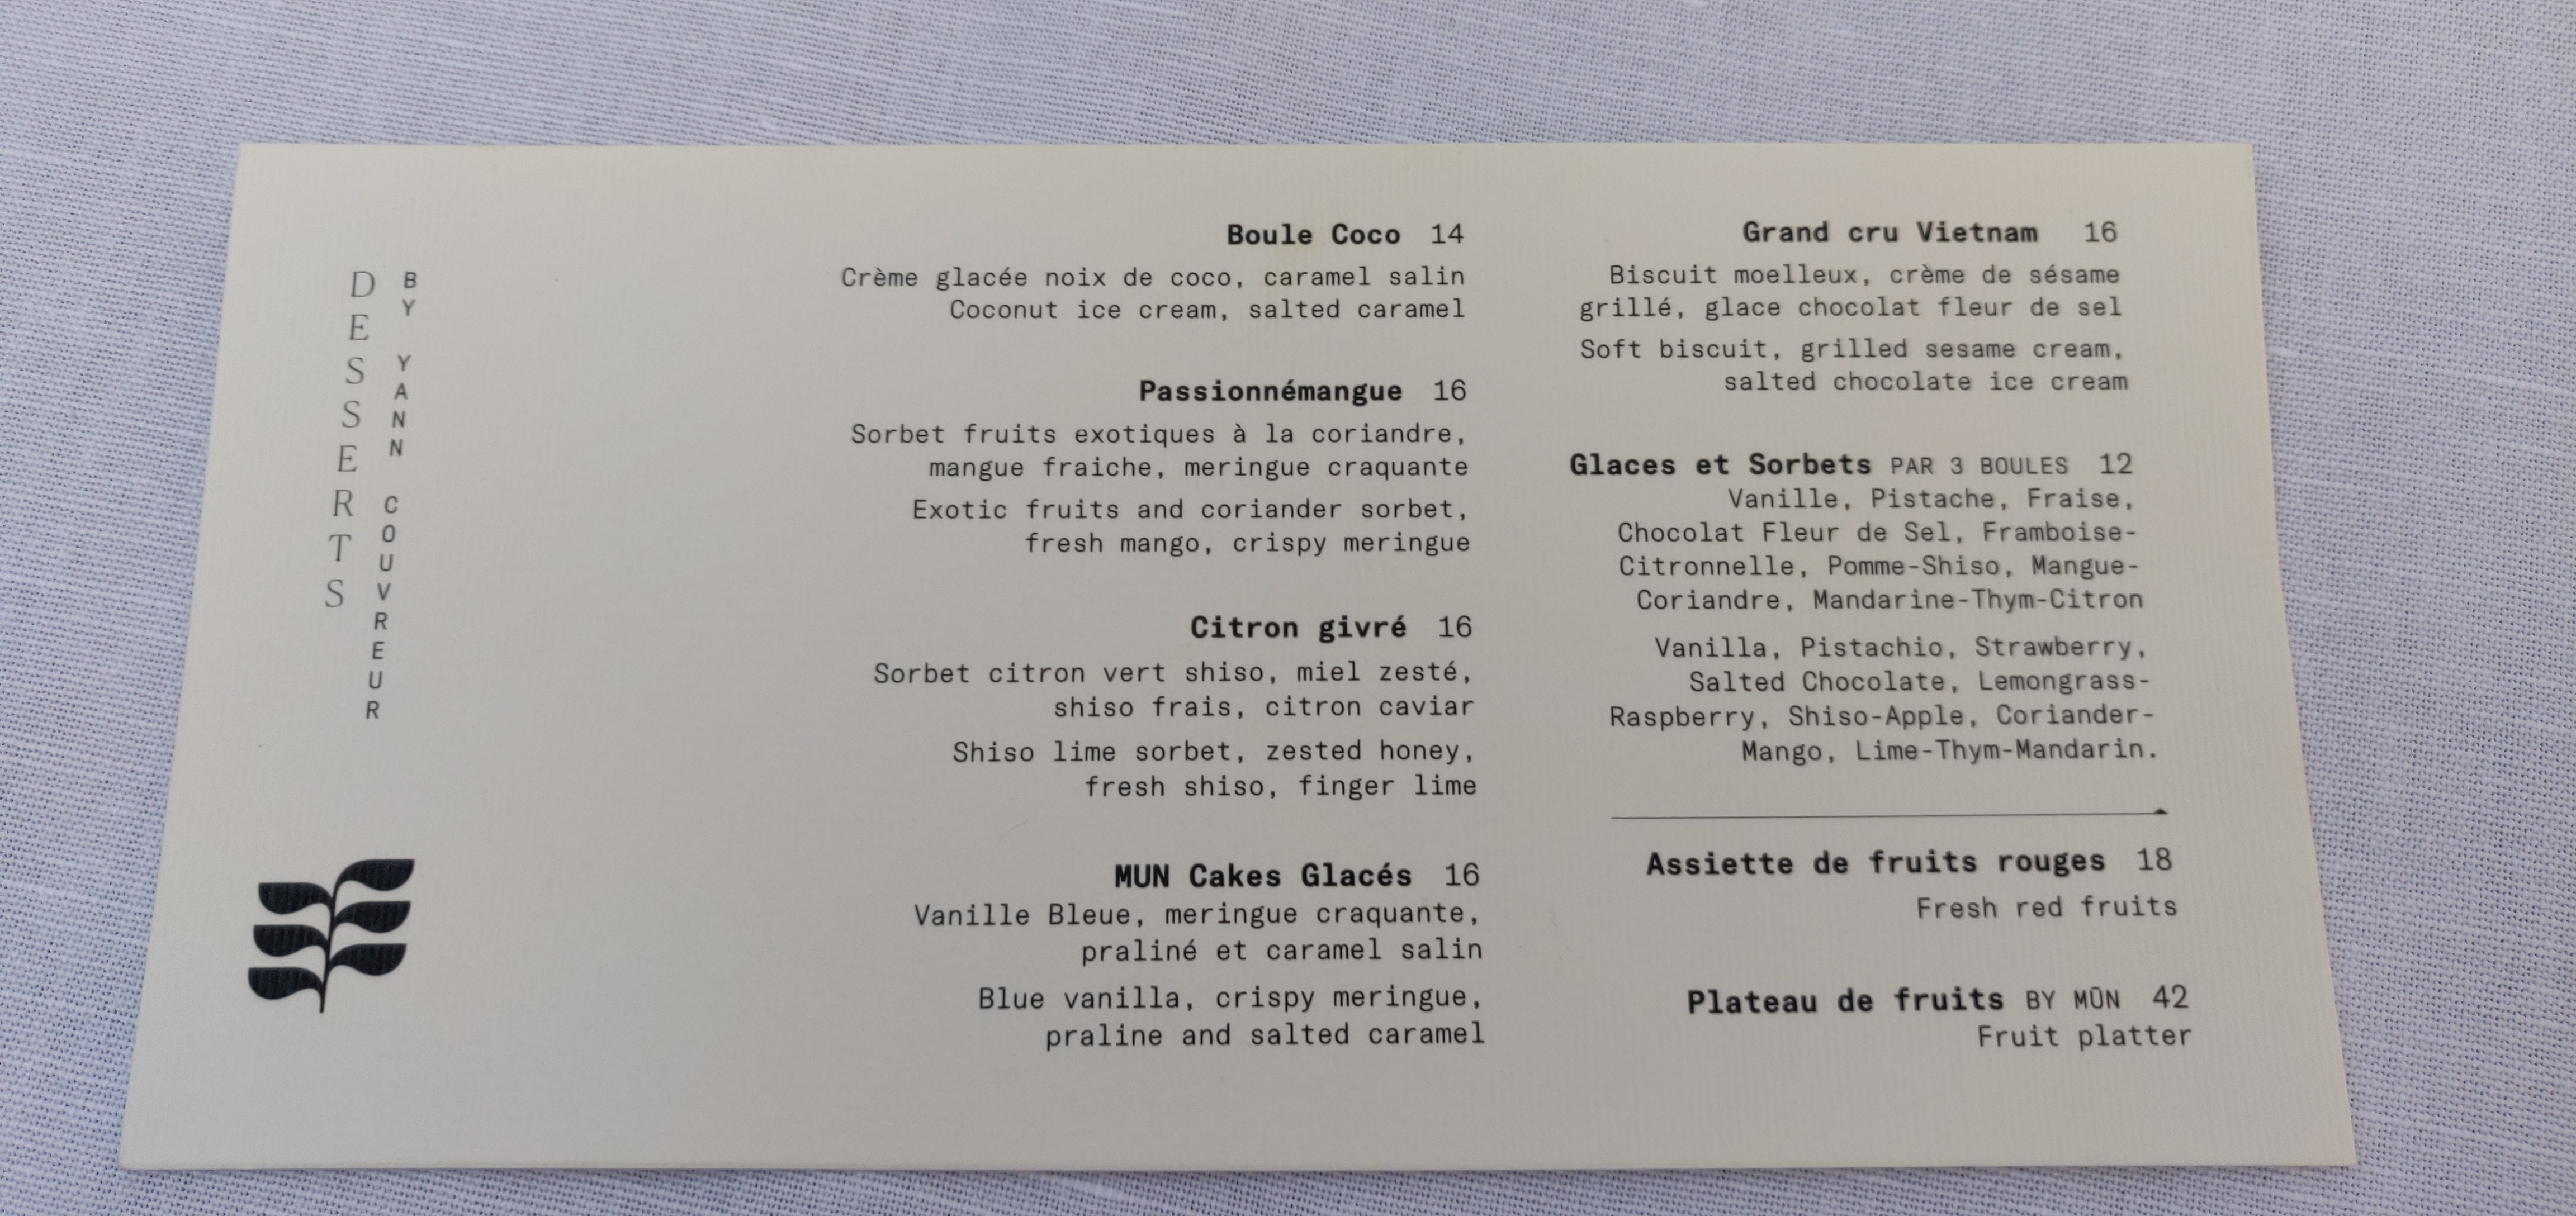 DESSERTS
BY YANN COUVREUR
Boule Coco 14
Crème glacée noix de coco, caramel salin
Coconut ice cream, salted caramel
Passionnémangue 16
Sorbet fruits exotiques à la coriandre,
mangue fraiche, meringue craquante
Exotic fruits and coriander sorbet,
fresh mango, crispy meringue
Citron givré 16
Sorbet citron vert shiso, miel zesté,
shiso frais, citron caviar
Shiso lime sorbet, zested honey,
fresh shiso, finger lime
MUN Cakes Glacés 16
Vanille Bleue, meringue craquante,
praliné et caramel salin
Blue vanilla, crispy meringue,
praline and salted caramel
Grand cru Vietnam 16
Biscuit moelleux, crème de sésame
grillé, glace chocolat fleur de sel
Soft biscuit, grilled sesame cream,
salted chocolate ice cream
Glaces et Sorbets PAR 3 BOULES 12
Vanille, Pistache, Fraise,
Chocolat Fleur de Sel, Framboise-
Citronnelle, Pomme-Shiso, Mangue-
Coriandre, Mandarine-Thym-Citron
Vanilla, Pistachio, Strawberry,
Salted Chocolate, Lemongrass-
Raspberry, Shiso-Apple, Coriander-
Mango, Lime-Thym-Mandarin.
Assiette de fruits rouges 18
Fresh red fruits
Plateau de fruits BY MŪN 42
Fruit platter